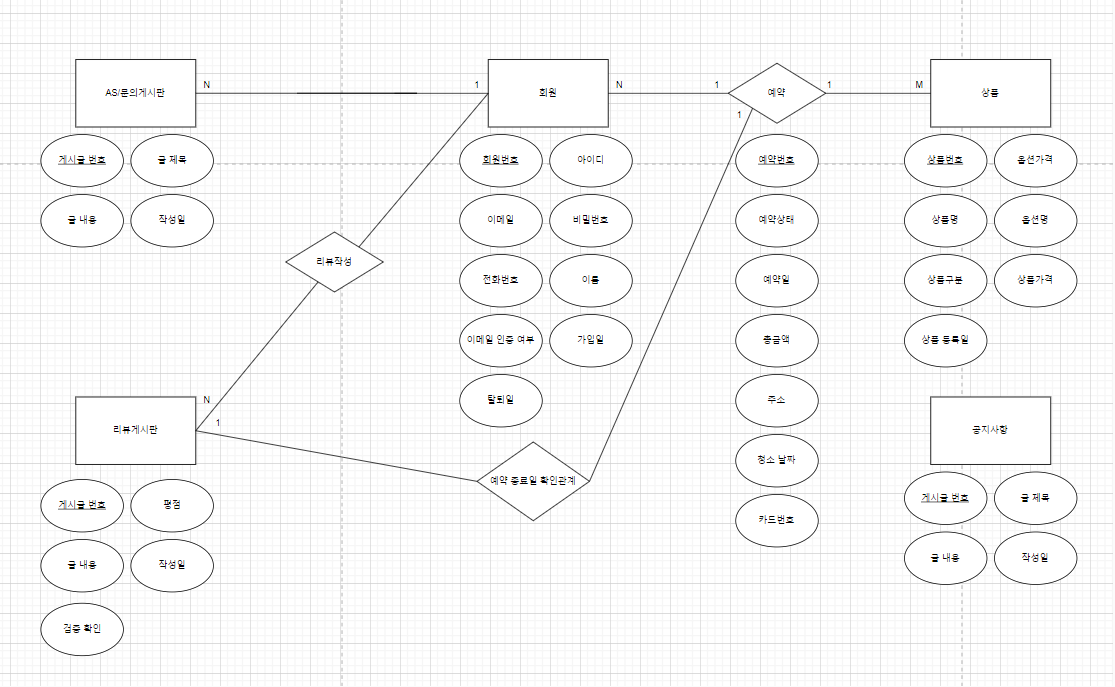 AS/문의게시판
N
1
회원
N
1
예약
1
M
상품
1
게시글 번호
글 제목
글 내용
작성일
회원번호
아이디
이메일
비밀번호
전화번호
이름
이메일 인증 여부
가입일
탈퇴일
예약번호
예약상태
예약일
총금액
주소
청소 날짜
카드번호
상품번호
옵션가격
상품명
옵션명
상품구분
상품가격
상품 등록일
리뷰작성
N
1
리뷰게시판
예약 종료일 확인관계
공지사항
게시글 번호
평점
글 내용
작성일
검증 확인
게시글 번호
글 제목
글 내용
작성일